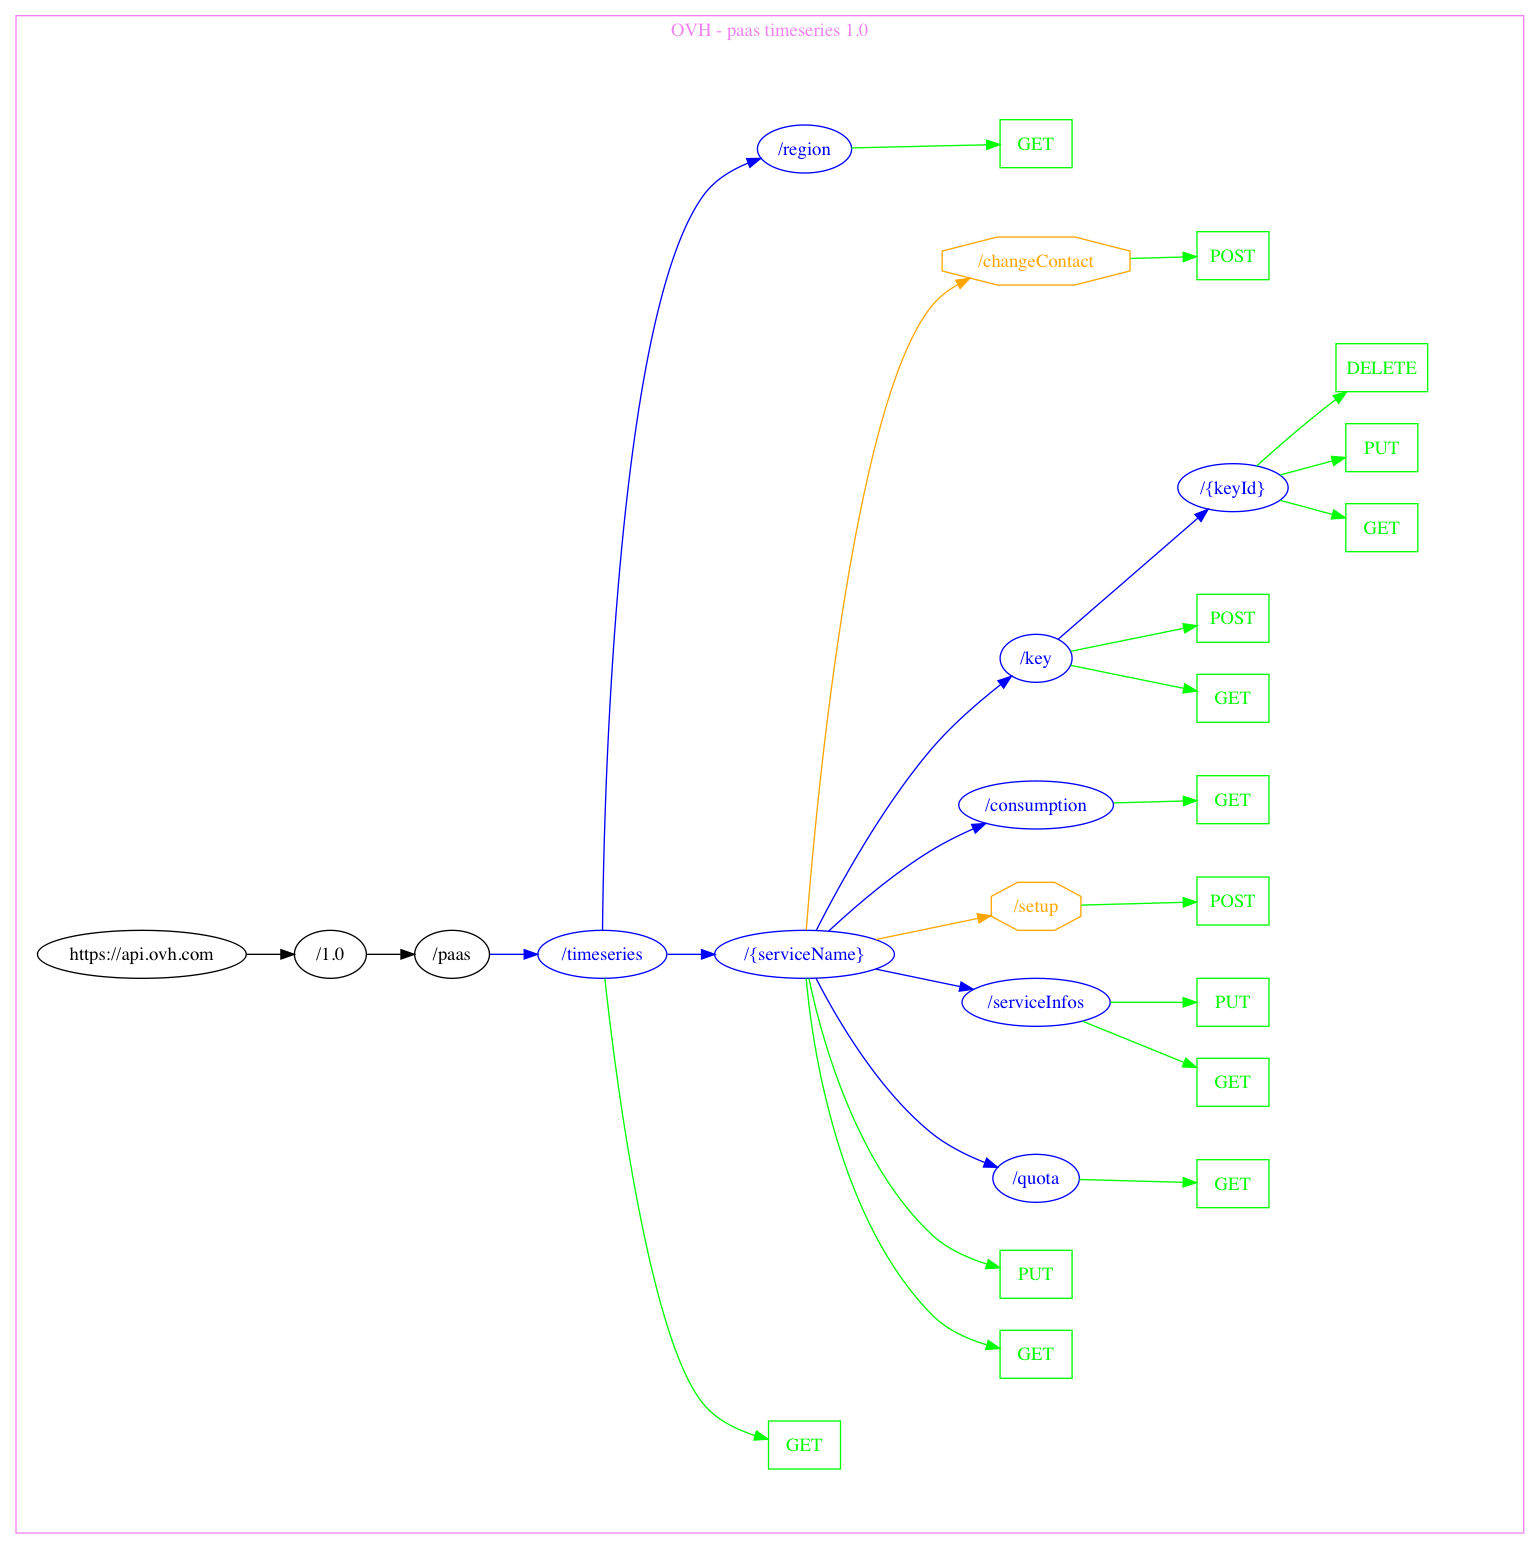 OVH - paas timeseries 1.0
/region
GET
/changeContact
POST
DELETE
PUT
/{keyId}
GET
POST
/key
GET
/consumption
GET
/setup
POST
https://api.ovh.com
/1.0
/paas
/timeseries
/{serviceName}
/serviceInfos
PUT
GET
/quota
GET
PUT
GET
GET